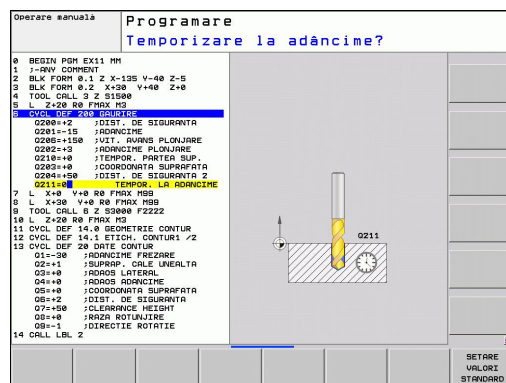 Operare manuală
Programare
Temporizare la adâncime?
0 BEGIN PGM EX11 MM
1 ;-ANY COMMENT
2 BLK FORM 0.1 Z X-135 Y-40 Z-5
3 BLK FORM 0.2 X+30 Y+40 Z+0
4 TOOL CALL 3 Z S1500
5 L Z+20 R0 FMAX M3
6 CYCL DEF 200 GAURIRE
Q200=+2 ;DIST. DE SIGURANTA
Q201=-15 ;ADANCIME
Q206=+150 ;VIT. AVANS PLONJARE
Q202=+3 ;ADANCIME PLONJARE
Q210=+0 ;TEMPOR. PARTEA SUP.
Q203=+0 ;COORDONATA SUPRAFATA
Q204=+50 ;DIST. DE SIGURANTA 2
Q211=0 TEMPOR. LA ADANCIME
7 L X+0 Y+0 R0 FMAX M99
8 L X+30 Y+0 R0 FMAX M99
9 TOOL CALL 6 Z S3000 F2222
10 L Z+20 R0 FMAX M3
11 CYCL DEF 14.0 GEOMETRIE CONTUR
12 CYCL DEF 14.1 ETICH. CONTUR1 /2
13 CYCL DEF 20 DATE CONTUR
Q1=-30 ;ADANCIME FREZARE
Q2=+1 ;SUPRAP. CALE UNEALTA
Q3=+0 ;ADAOS LATERAL
Q4=+0 ;ADAOS ADANCIME
Q5=+0 ;COORDONATA SUPRAFATA
Q6=+2 ;DIST. DE SIGURANTA
Q7=+50 ;CLEARANCE HEIGHT
Q8=+0 ;RAZA ROTUNJIRE
Q9=-1 ;DIRECTIE ROTATIE
14 CALL LBL 2
Q211
SETARE
VALORI
STANDARD